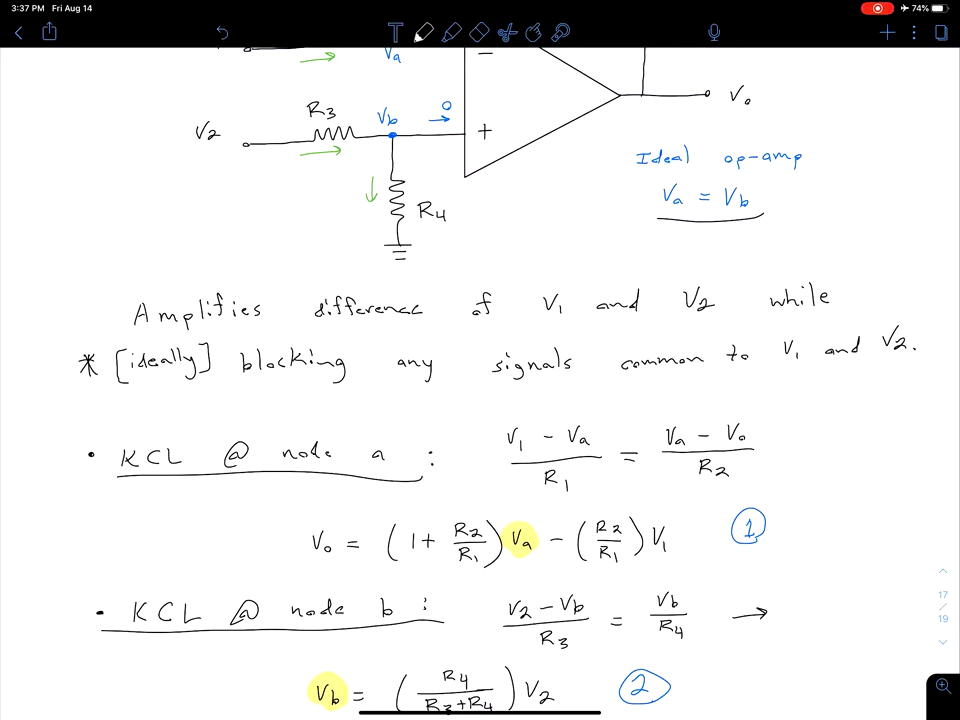 3:37 PM Fri Aug 14
74%
T
Va
−
V2
R3
Vb
0
+
Vo
R4
Ideal op-amp
Va = Vb
Amplifies difference of V1 and V2 while
* [ideally] blocking any signals common to V1 and V2.
• KCL @ node a : (V1 − Va)/R1 = (Va − Vo)/R2
Vo = (1 + R2/R1) Va − (R2/R1) V1 ①
• KCL @ node b : (V2 − Vb)/R3 = Vb/R4 →
Vb = (R4/(R3+R4)) V2 ②
17
/
19